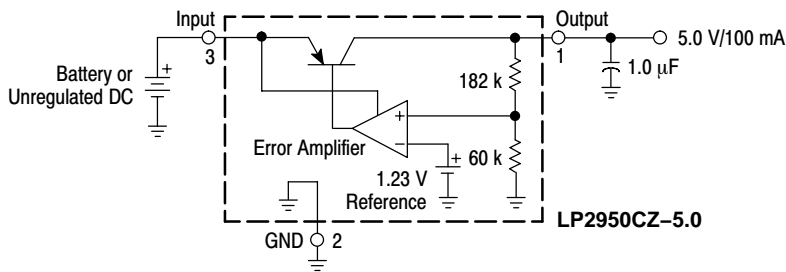 Input
Output
3
1
5.0 V/100 mA
Battery or
Unregulated DC
+
182 k
1.0 µF
Error Amplifier
+
−
60 k
+
1.23 V
Reference
LP2950CZ–5.0
GND
2